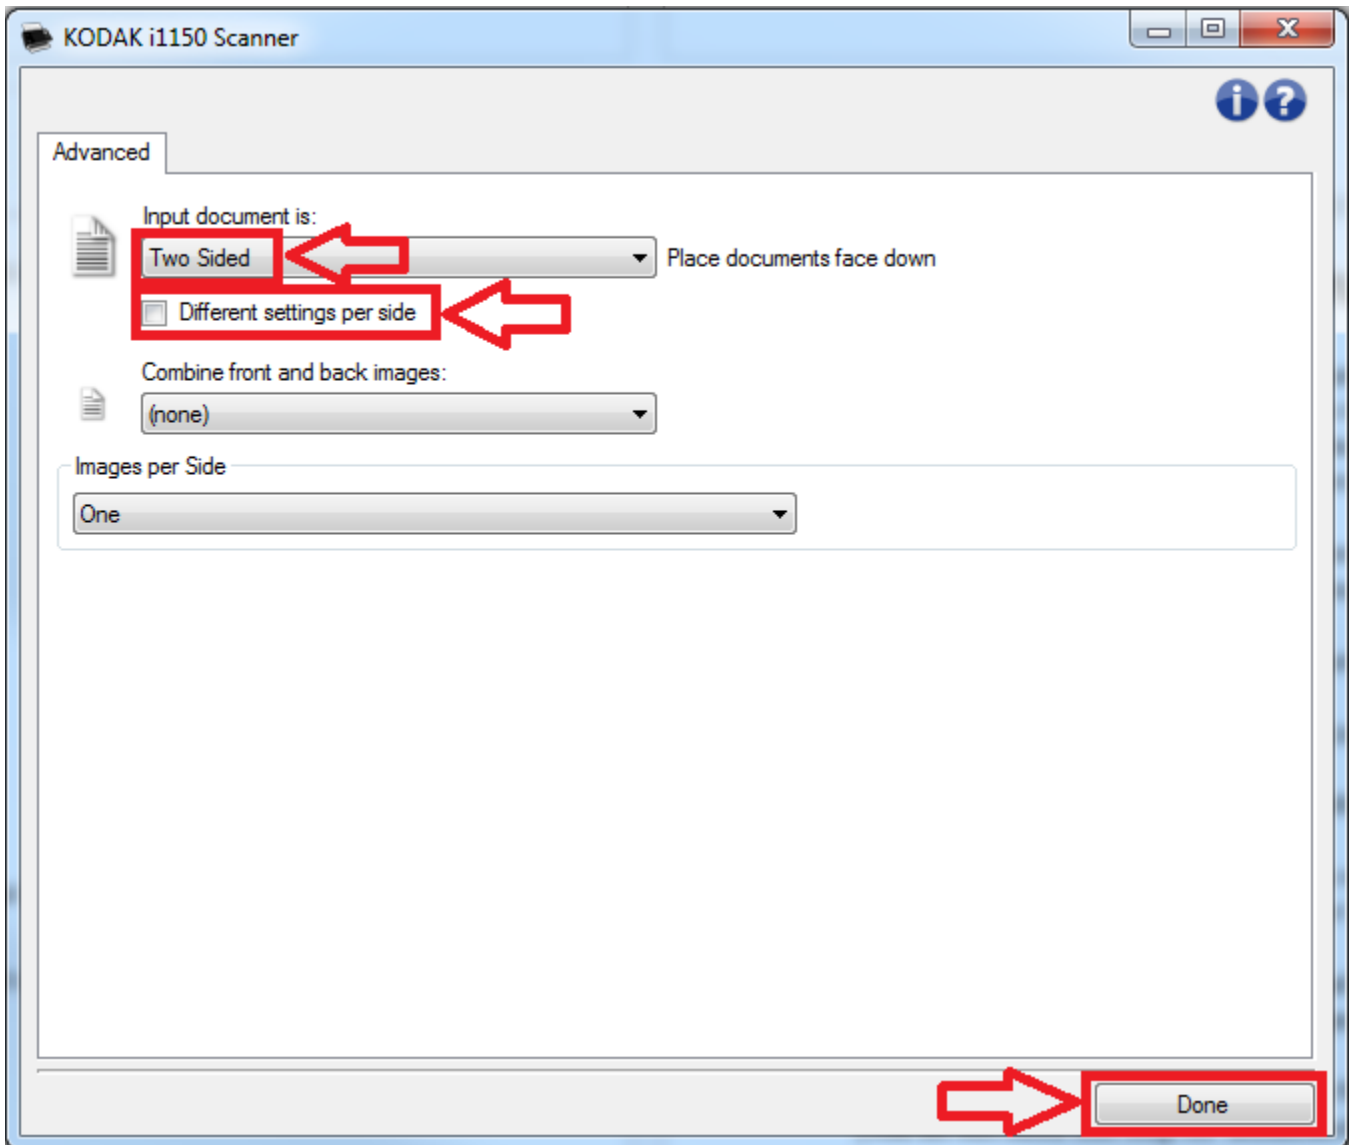 KODAK i1150 Scanner
Advanced
Input document is:
Two Sided
Place documents face down
Different settings per side
Combine front and back images:
(none)
Images per Side
One
Done